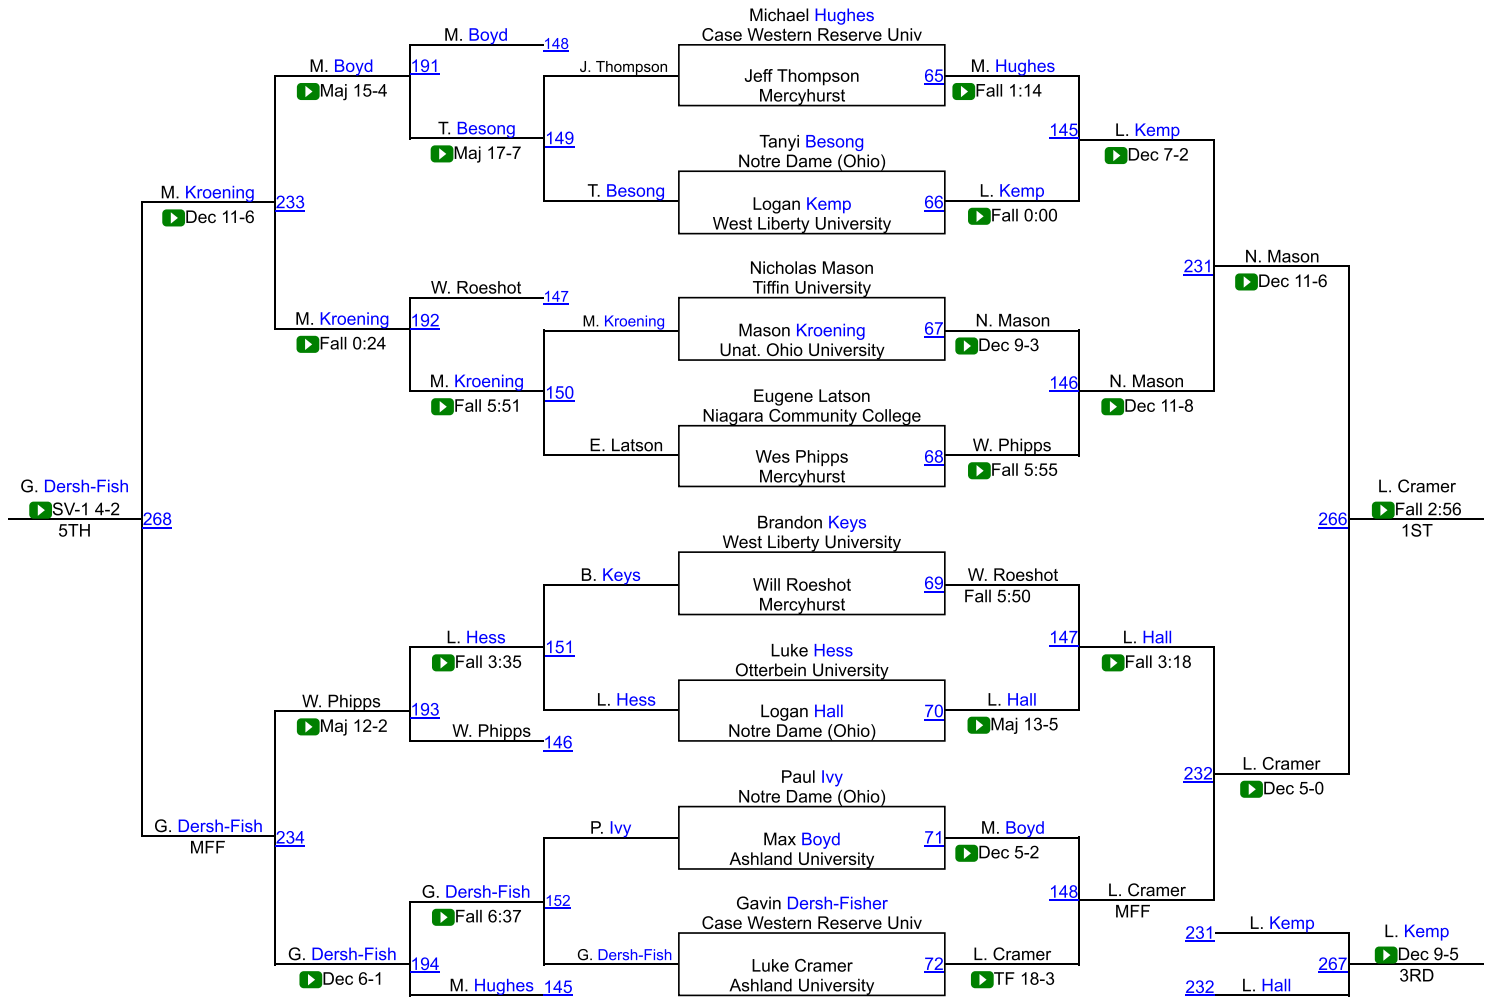 Michael Hughes
Case Western Reserve Univ
M. Boyd
148
J. Thompson
Jeff Thompson
65
Mercyhurst
M. Hughes
Fall 1:14
M. Boyd
191
Maj 15-4
T. Besong
149
Maj 17-7
Tanyi Besong
Notre Dame (Ohio)
145
L. Kemp
Dec 7-2
T. Besong
Logan Kemp
66
West Liberty University
L. Kemp
Fall 0:00
M. Kroening
233
Dec 11-6
Nicholas Mason
Tiffin University
231
N. Mason
Dec 11-6
W. Roeshot
147
M. Kroening
192
Fall 0:24
M. Kroening
Mason Kroening
67
Unat. Ohio University
N. Mason
Dec 9-3
M. Kroening
150
Fall 5:51
Eugene Latson
Niagara Community College
146
N. Mason
Dec 11-8
E. Latson
Wes Phipps
68
Mercyhurst
W. Phipps
Fall 5:55
G. Dersh-Fish
268
SV-1 4-2
5TH
Brandon Keys
West Liberty University
266
L. Cramer
Fall 2:56
1ST
B. Keys
Will Roeshot
69
Mercyhurst
W. Roeshot
Fall 5:50
L. Hess
151
Fall 3:35
Luke Hess
Otterbein University
147
L. Hall
Fall 3:18
W. Phipps
193
Maj 12-2
L. Hess
Logan Hall
70
Notre Dame (Ohio)
L. Hall
Maj 13-5
W. Phipps
146
Paul Ivy
Notre Dame (Ohio)
232
L. Cramer
Dec 5-0
G. Dersh-Fish
234
MFF
P. Ivy
Max Boyd
71
Ashland University
M. Boyd
Dec 5-2
G. Dersh-Fish
152
Fall 6:37
Gavin Dersh-Fisher
Case Western Reserve Univ
148
L. Cramer
MFF
G. Dersh-Fish
194
Dec 6-1
G. Dersh-Fish
Luke Cramer
72
Ashland University
L. Cramer
TF 18-3
M. Hughes
145
231
L. Kemp
267
L. Kemp
Dec 9-5
3RD
232
L. Hall